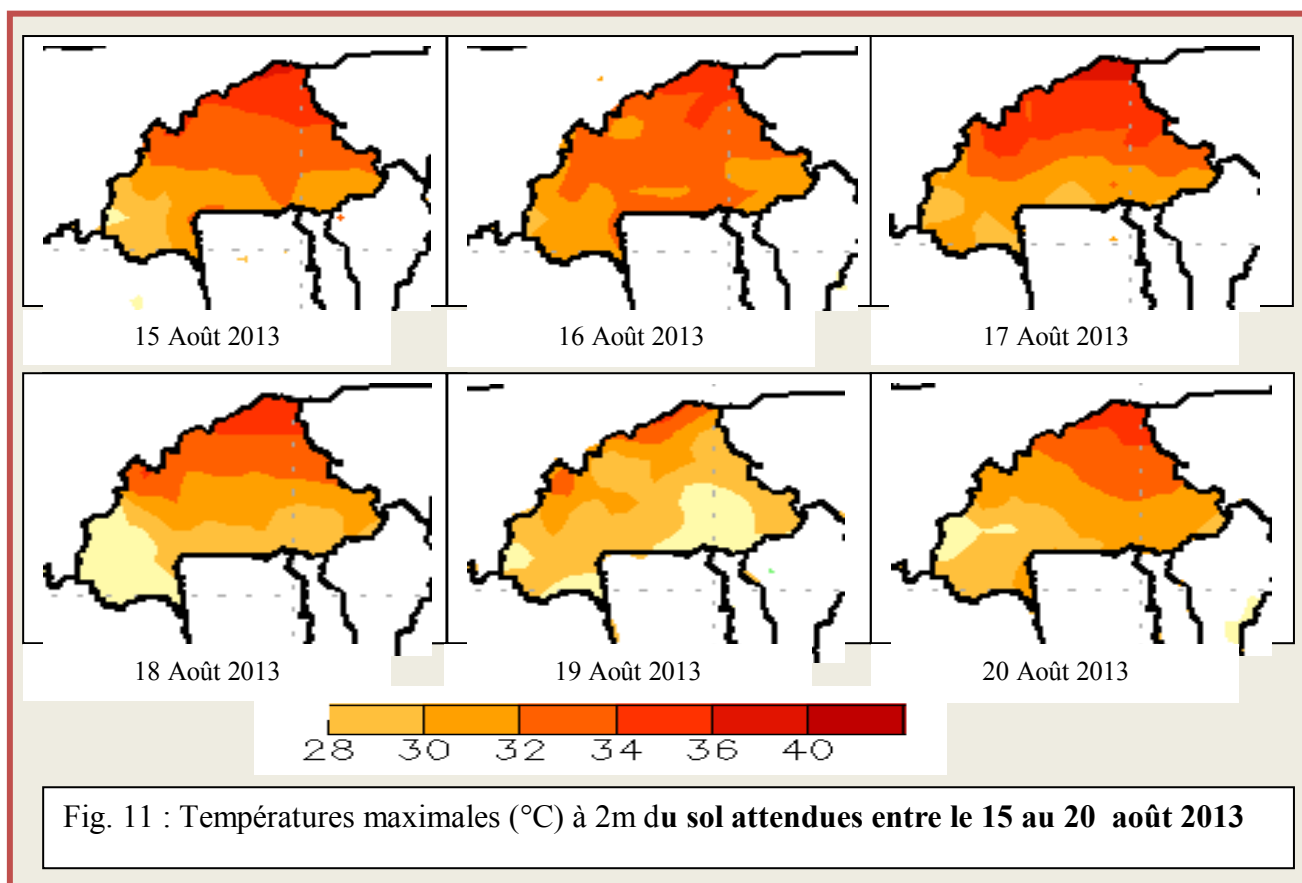 15 Août 2013
16 Août 2013
17 Août 2013
18 Août 2013
19 Août 2013
20 Août 2013
28 30 32 34 36 40
Fig. 11 : Températures maximales (°C) à 2m du sol attendues entre le 15 au 20 août 2013